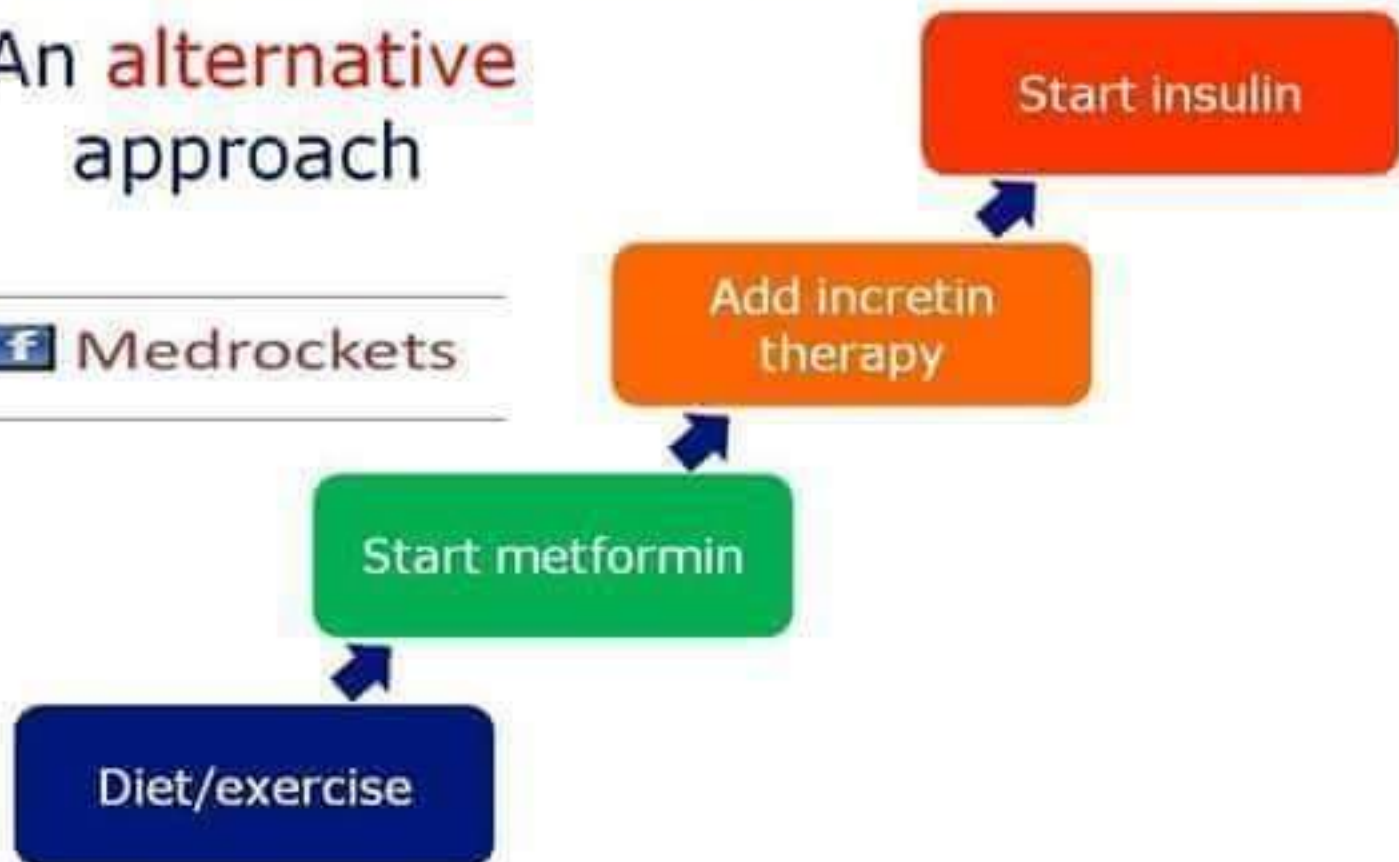 An alternative
approach
Medrockets
Start insulin
Add incretin
therapy
Start metformin
Diet/exercise